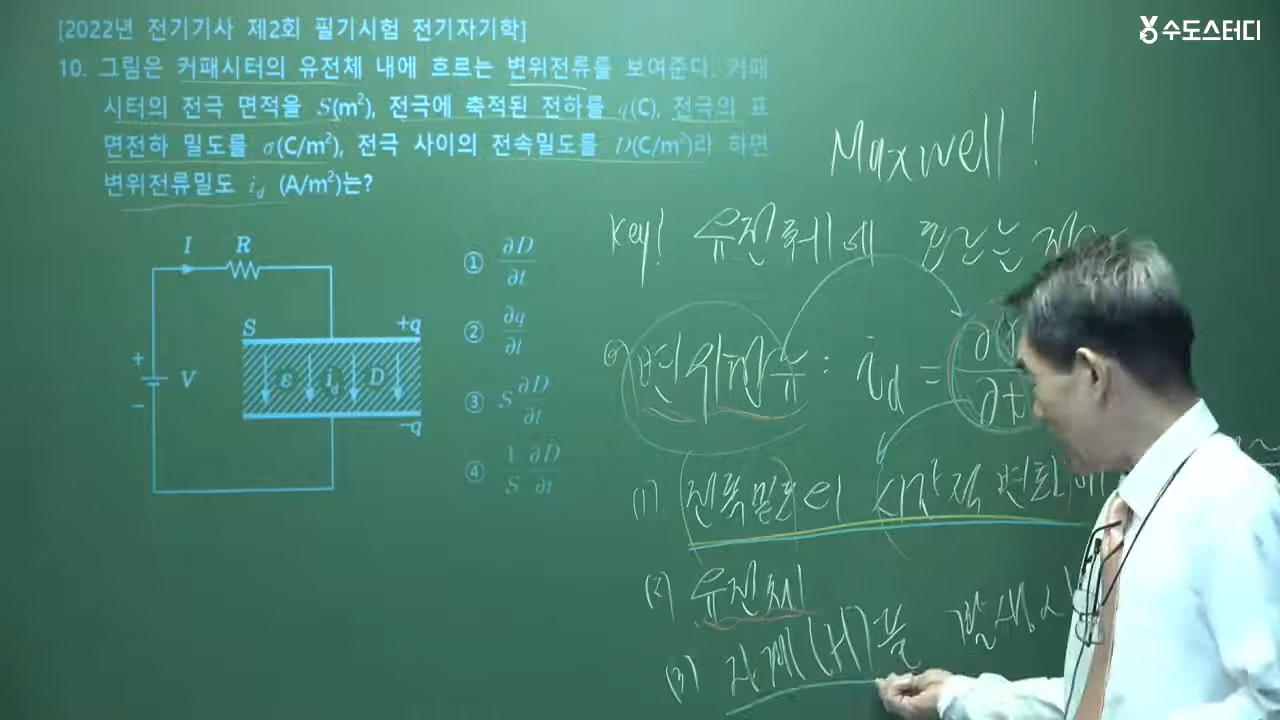 [2022년 전기기사 제2회 필기시험 전기자기학]
수도스터디
10. 그림은 커패시터의 유전체 내에 흐르는 변위전류를 보여준다. 커패
시터의 전극 면적을 S(m²), 전극에 축적된 전하를 q(C), 전극의 표
면전하 밀도를 σ(C/m²), 전극 사이의 전속밀도를 D(C/m²)라 하면
변위전류밀도 i_d (A/m²)는?
I R
S +q
+ V −
ε i_d D
−q
① ∂D/∂t
② ∂q/∂t
③ S ∂D/∂t
④ 1/S ∂D/∂t
Maxwell!
Key! 유전체에 흐르는
변위전류 : i_d = ∂/∂t
(1) 전속밀도의 시간적 변화에
(2) 유전체
(3) 자계(H)를 발생